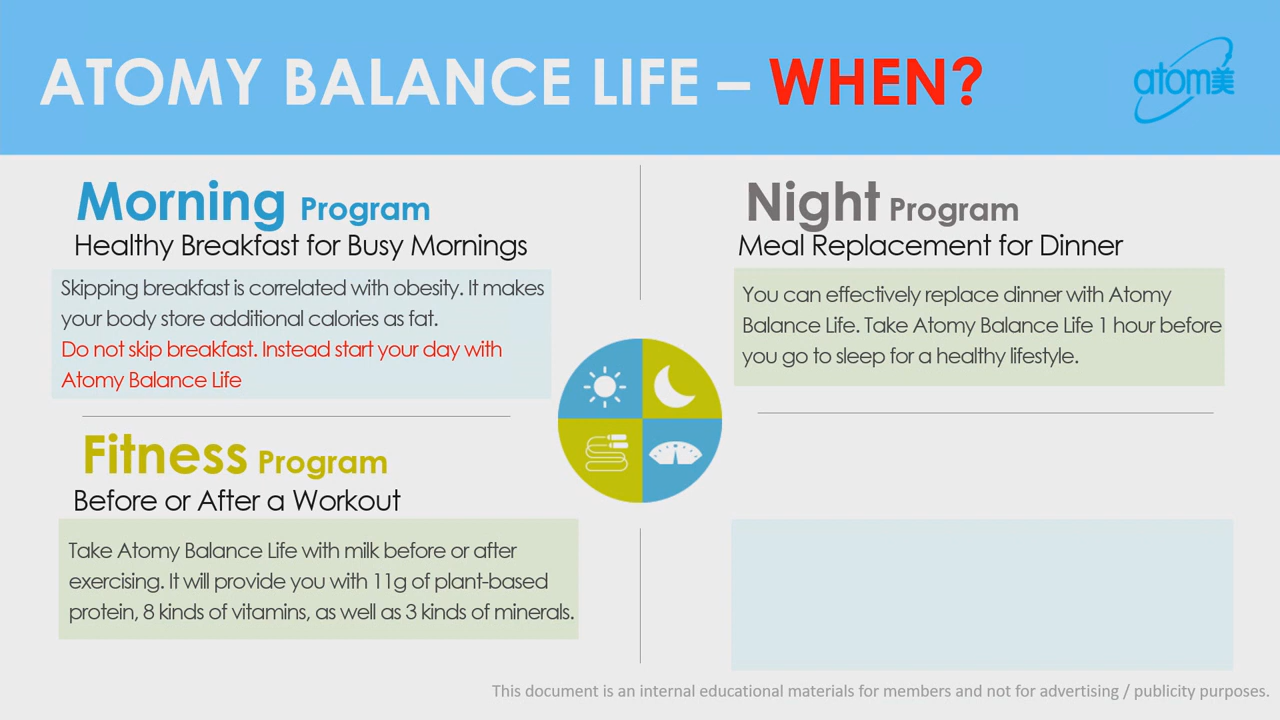 ATOMY BALANCE LIFE – WHEN?
atom美
Morning Program
Healthy Breakfast for Busy Mornings
Skipping breakfast is correlated with obesity. It makes
your body store additional calories as fat.
Do not skip breakfast. Instead start your day with
Atomy Balance Life
Night Program
Meal Replacement for Dinner
You can effectively replace dinner with Atomy
Balance Life. Take Atomy Balance Life 1 hour before
you go to sleep for a healthy lifestyle.
Fitness Program
Before or After a Workout
Take Atomy Balance Life with milk before or after
exercising. It will provide you with 11g of plant-based
protein, 8 kinds of vitamins, as well as 3 kinds of minerals.
This document is an internal educational materials for members and not for advertising / publicity purposes.